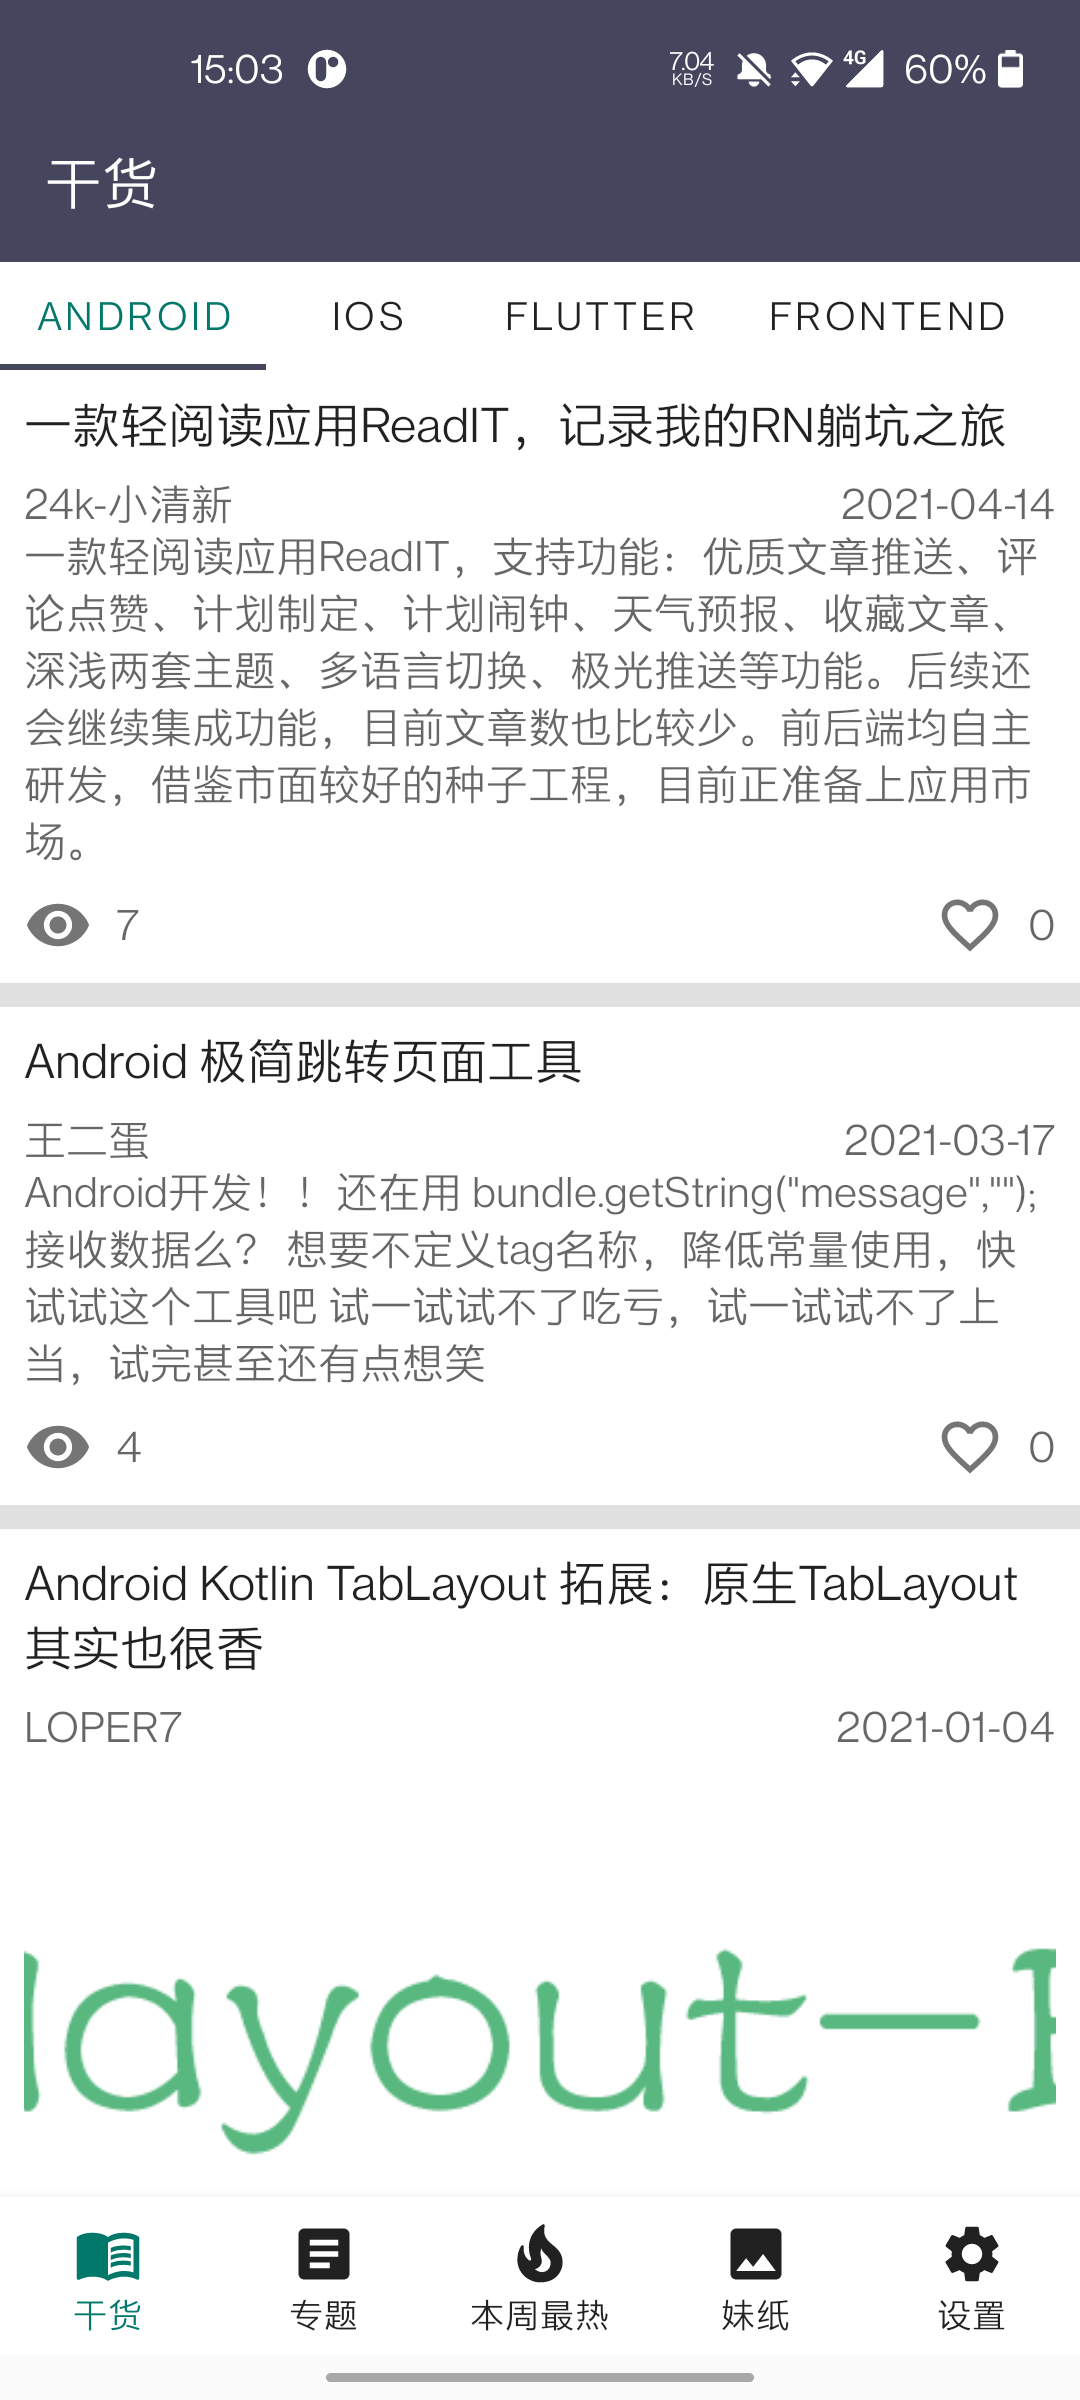 15:03
7.04
KB/S
4G
60%
干货
ANDROID IOS FLUTTER FRONTEND
一款轻阅读应用ReadIT，记录我的RN躺坑之旅
24k-小清新 2021-04-14
一款轻阅读应用ReadIT，支持功能：优质文章推送、评
论点赞、计划制定、计划闹钟、天气预报、收藏文章、
深浅两套主题、多语言切换、极光推送等功能。后续还
会继续集成功能，目前文章数也比较少。前后端均自主
研发，借鉴市面较好的种子工程，目前正准备上应用市
场。
7 0
Android 极简跳转页面工具
王二蛋 2021-03-17
Android开发！！还在用 bundle.getString("message","");
接收数据么？ 想要不定义tag名称，降低常量使用，快
试试这个工具吧 试一试试不了吃亏，试一试试不了上
当，试完甚至还有点想笑
4 0
Android Kotlin TabLayout 拓展：原生TabLayout
其实也很香
LOPER7 2021-01-04
layout-
干货 专题 本周最热 妹纸 设置